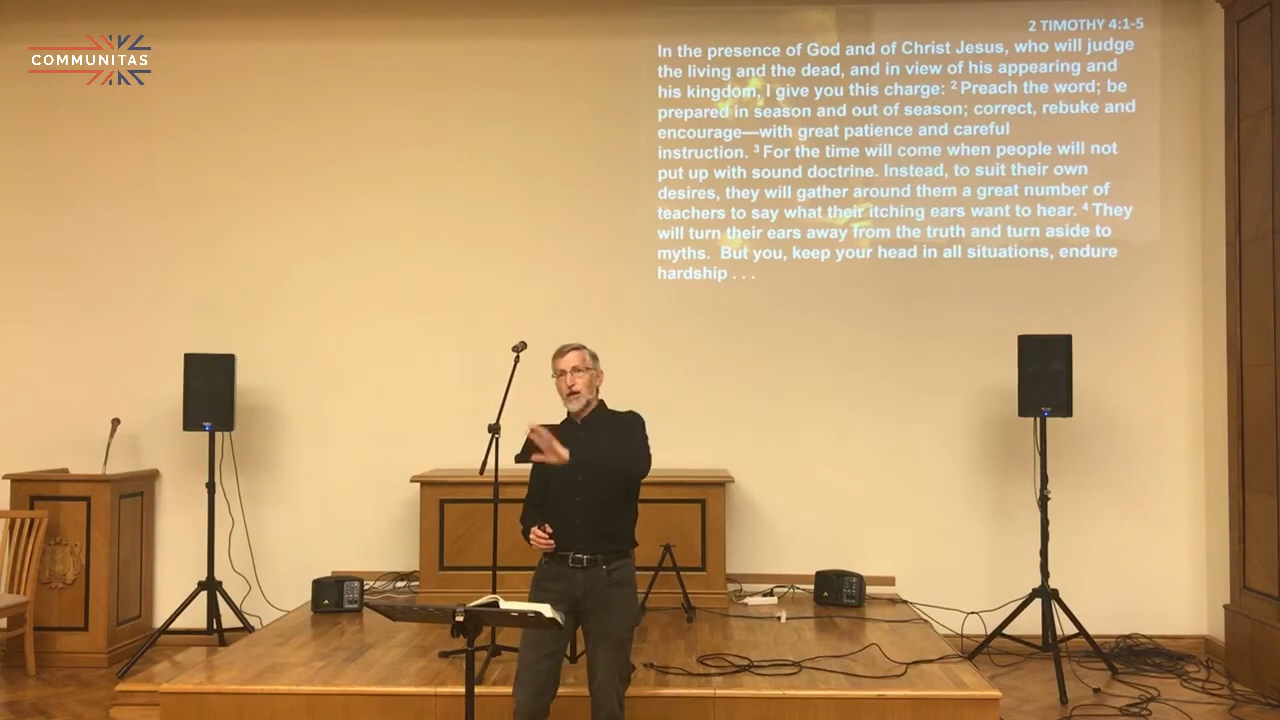 COMMUNITAS
2 TIMOTHY 4:1-5
In the presence of God and of Christ Jesus, who will judge
the living and the dead, and in view of his appearing and
his kingdom, I give you this charge: ² Preach the word; be
prepared in season and out of season; correct, rebuke and
encourage—with great patience and careful
instruction. ³ For the time will come when people will not
put up with sound doctrine. Instead, to suit their own
desires, they will gather around them a great number of
teachers to say what their itching ears want to hear. ⁴ They
will turn their ears away from the truth and turn aside to
myths. But you, keep your head in all situations, endure
hardship . . .